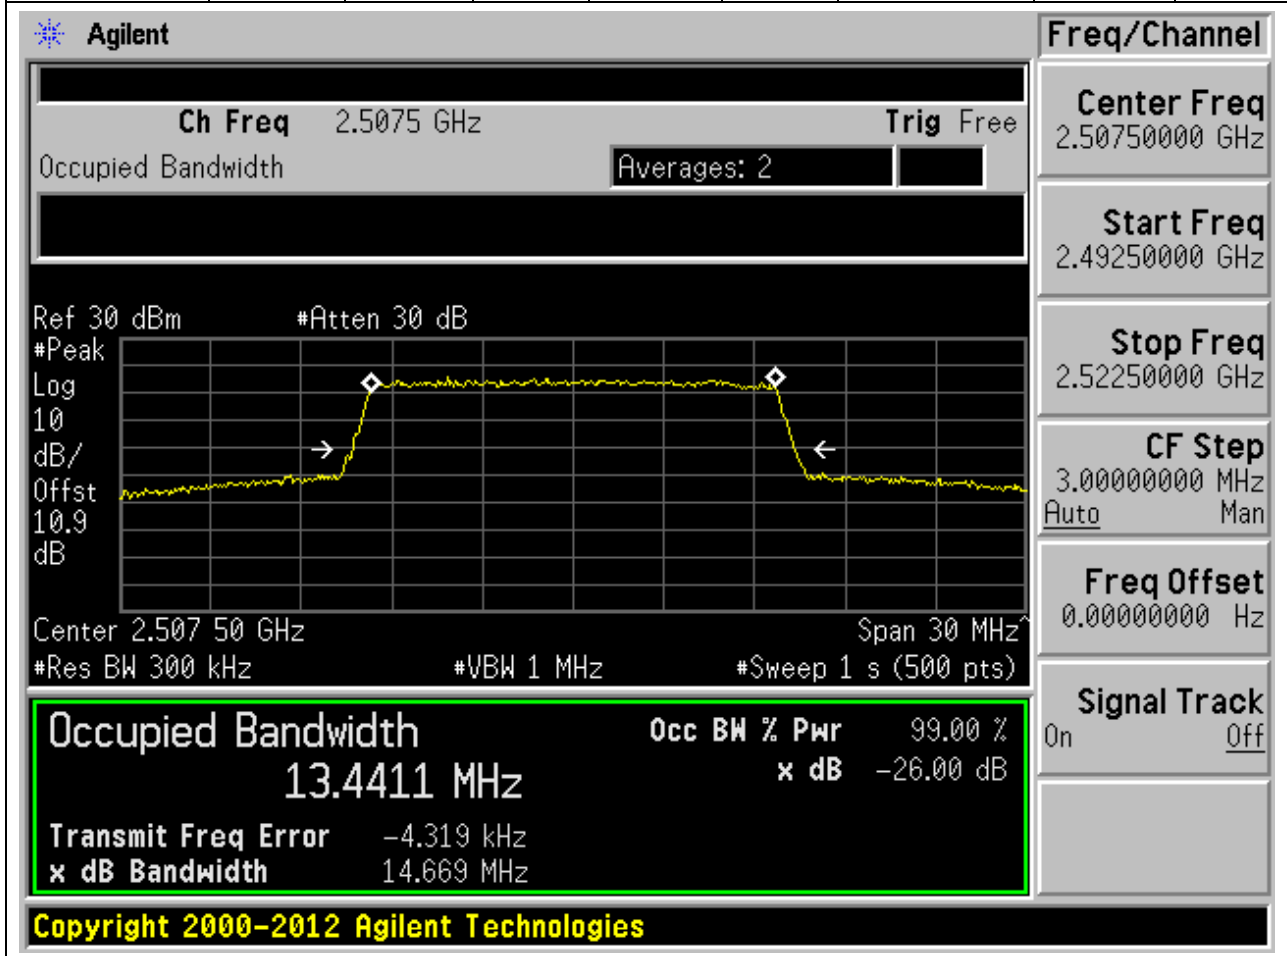 Agilent
Freq/Channel
Ch Freq 2.5075 GHz Trig Free
Occupied Bandwidth Averages: 2
Center Freq
2.50750000 GHz
Start Freq
2.49250000 GHz
Stop Freq
2.52250000 GHz
CF Step
3.00000000 MHz
Auto Man
Freq Offset
0.00000000 Hz
Signal Track
On Off
Ref 30 dBm #Atten 30 dB
#Peak
Log
10
dB/
Offst
10.9
dB
Center 2.507 50 GHz Span 30 MHz^
#Res BW 300 kHz #VBW 1 MHz #Sweep 1 s (500 pts)
Occupied Bandwidth
13.4411 MHz
Occ BW % Pwr 99.00 %
x dB -26.00 dB
Transmit Freq Error -4.319 kHz
x dB Bandwidth 14.669 MHz
Copyright 2000-2012 Agilent Technologies